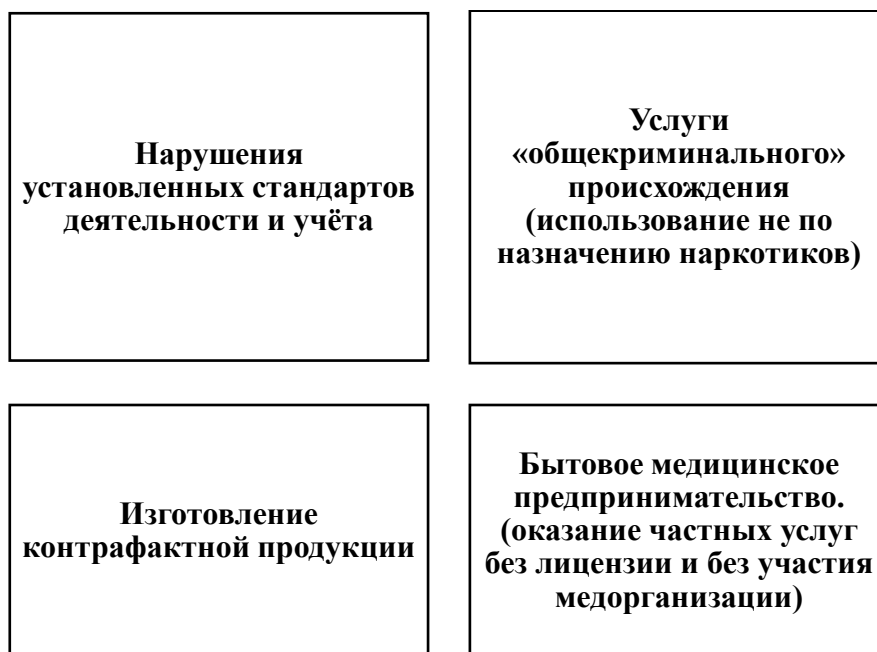 Нарушения
установленных стандартов
деятельности и учёта
Услуги
«общекриминального»
происхождения
(использование не по
назначению наркотиков)
Изготовление
контрафактной продукции
Бытовое медицинское
предпринимательство.
(оказание частных услуг
без лицензии и без участия
медорганизации)